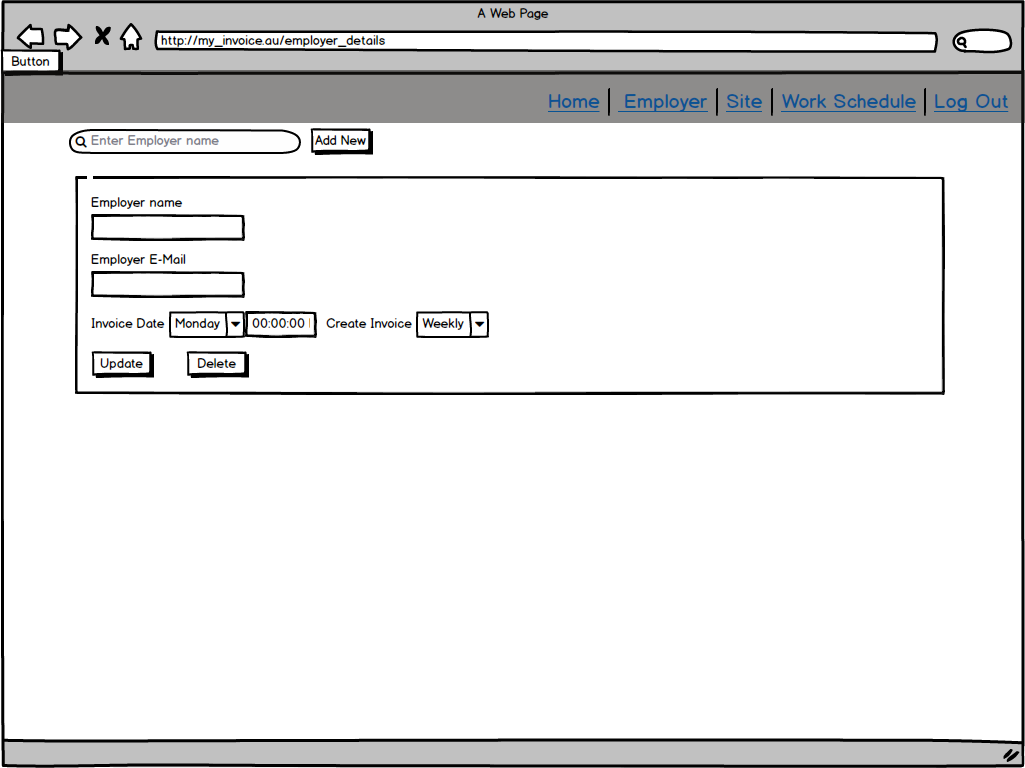 A Web Page
http://my_invoice.au/employer_details
Button
Home Employer Site Work Schedule Log Out
Enter Employer name Add New
Employer name
Employer E-Mail
Invoice Date Monday 00:00:00 Create Invoice Weekly
Update Delete